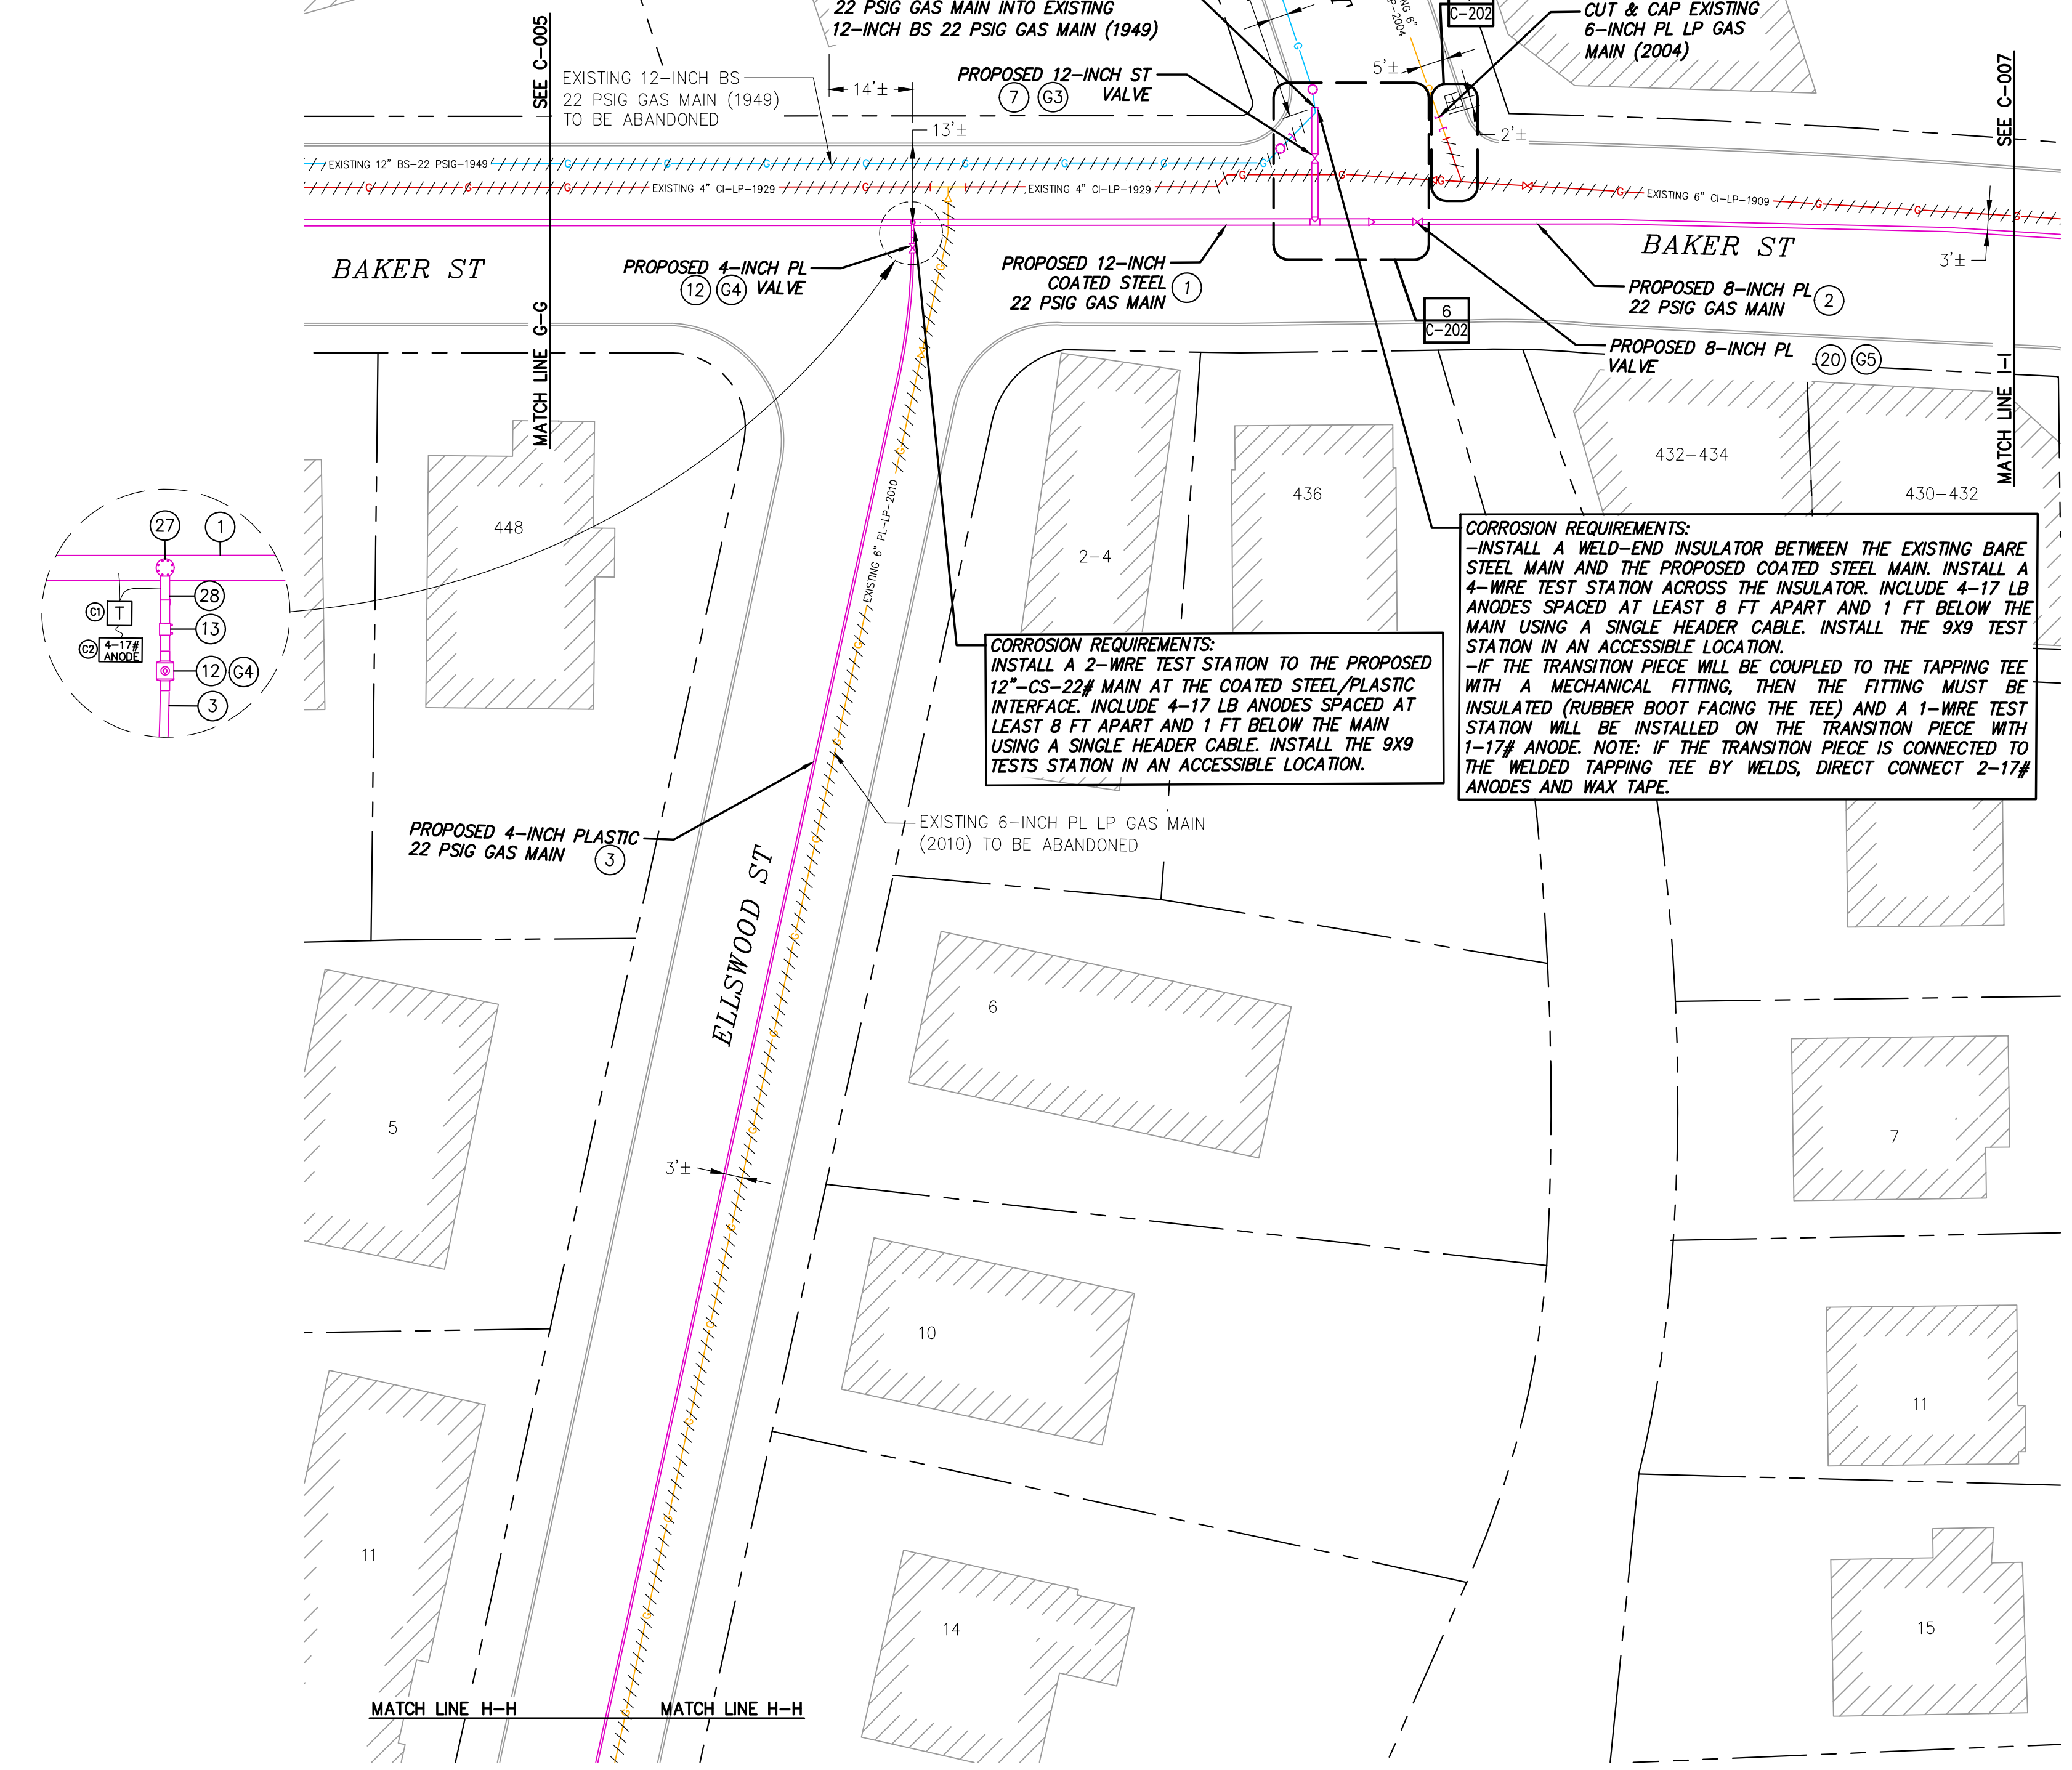 22 PSIG GAS MAIN INTO EXISTING
12-INCH BS 22 PSIG GAS MAIN (1949)
C-202
CUT & CAP EXISTING
6-INCH PL LP GAS
MAIN (2004)
MATCH LINE G-G SEE C-005
MATCH LINE I-I SEE C-007
EXISTING 12-INCH BS
22 PSIG GAS MAIN (1949)
TO BE ABANDONED
14'±
13'±
PROPOSED 12-INCH ST
7 G3 VALVE
5'±
2'±
EXISTING 12" BS-22 PSIG-1949
G G G G G G G G
G G G EXISTING 4" CI-LP-1929 G EXISTING 4" CI-LP-1929 G G G G EXISTING 6" CI-LP-1909 G G G
BAKER ST
PROPOSED 4-INCH PL
12 G4 VALVE
PROPOSED 12-INCH
COATED STEEL 1
22 PSIG GAS MAIN
BAKER ST
3'±
PROPOSED 8-INCH PL
22 PSIG GAS MAIN 2
6
C-202
PROPOSED 8-INCH PL 20 G5
VALVE
448
2-4
436
432-434
430-432
EXISTING 6" PL-LP-2010
27 1
28
C1 T
13
C2 4-17#
ANODE
12 G4
3
CORROSION REQUIREMENTS:
INSTALL A 2-WIRE TEST STATION TO THE PROPOSED
12"-CS-22# MAIN AT THE COATED STEEL/PLASTIC
INTERFACE. INCLUDE 4-17 LB ANODES SPACED AT
LEAST 8 FT APART AND 1 FT BELOW THE MAIN
USING A SINGLE HEADER CABLE. INSTALL THE 9X9
TESTS STATION IN AN ACCESSIBLE LOCATION.
CORROSION REQUIREMENTS:
-INSTALL A WELD-END INSULATOR BETWEEN THE EXISTING BARE
STEEL MAIN AND THE PROPOSED COATED STEEL MAIN. INSTALL A
4-WIRE TEST STATION ACROSS THE INSULATOR. INCLUDE 4-17 LB
ANODES SPACED AT LEAST 8 FT APART AND 1 FT BELOW THE
MAIN USING A SINGLE HEADER CABLE. INSTALL THE 9X9 TEST
STATION IN AN ACCESSIBLE LOCATION.
-IF THE TRANSITION PIECE WILL BE COUPLED TO THE TAPPING TEE
WITH A MECHANICAL FITTING, THEN THE FITTING MUST BE
INSULATED (RUBBER BOOT FACING THE TEE) AND A 1-WIRE TEST
STATION WILL BE INSTALLED ON THE TRANSITION PIECE WITH
1-17# ANODE. NOTE: IF THE TRANSITION PIECE IS CONNECTED TO
THE WELDED TAPPING TEE BY WELDS, DIRECT CONNECT 2-17#
ANODES AND WAX TAPE.
PROPOSED 4-INCH PLASTIC
22 PSIG GAS MAIN 3
EXISTING 6-INCH PL LP GAS MAIN
(2010) TO BE ABANDONED
ELLSWOOD ST
3'±
5
6
7
10
11
11
14
15
MATCH LINE H-H MATCH LINE H-H